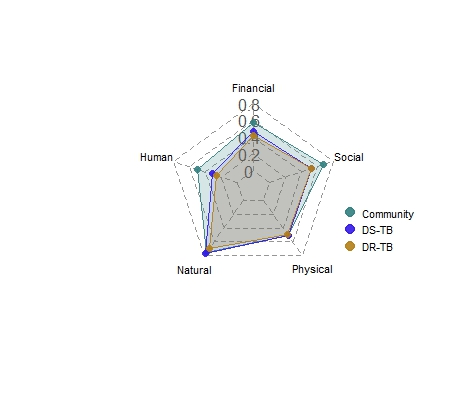 Financial
0.8
0.6
0.4
0.2
0
Human
Social
Natural
Physical
Community
DS-TB
DR-TB